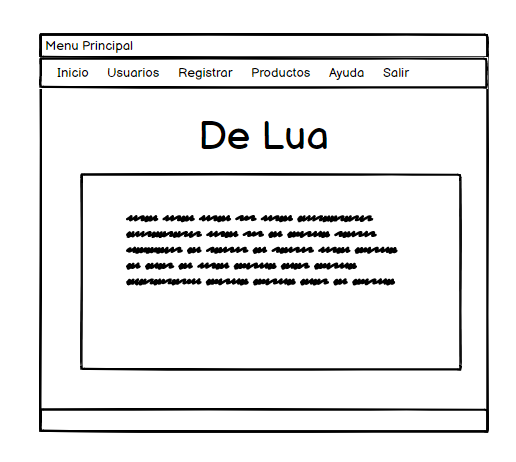 Menu Principal
Inicio Usuarios Registrar Productos Ayuda Salir
De Lua